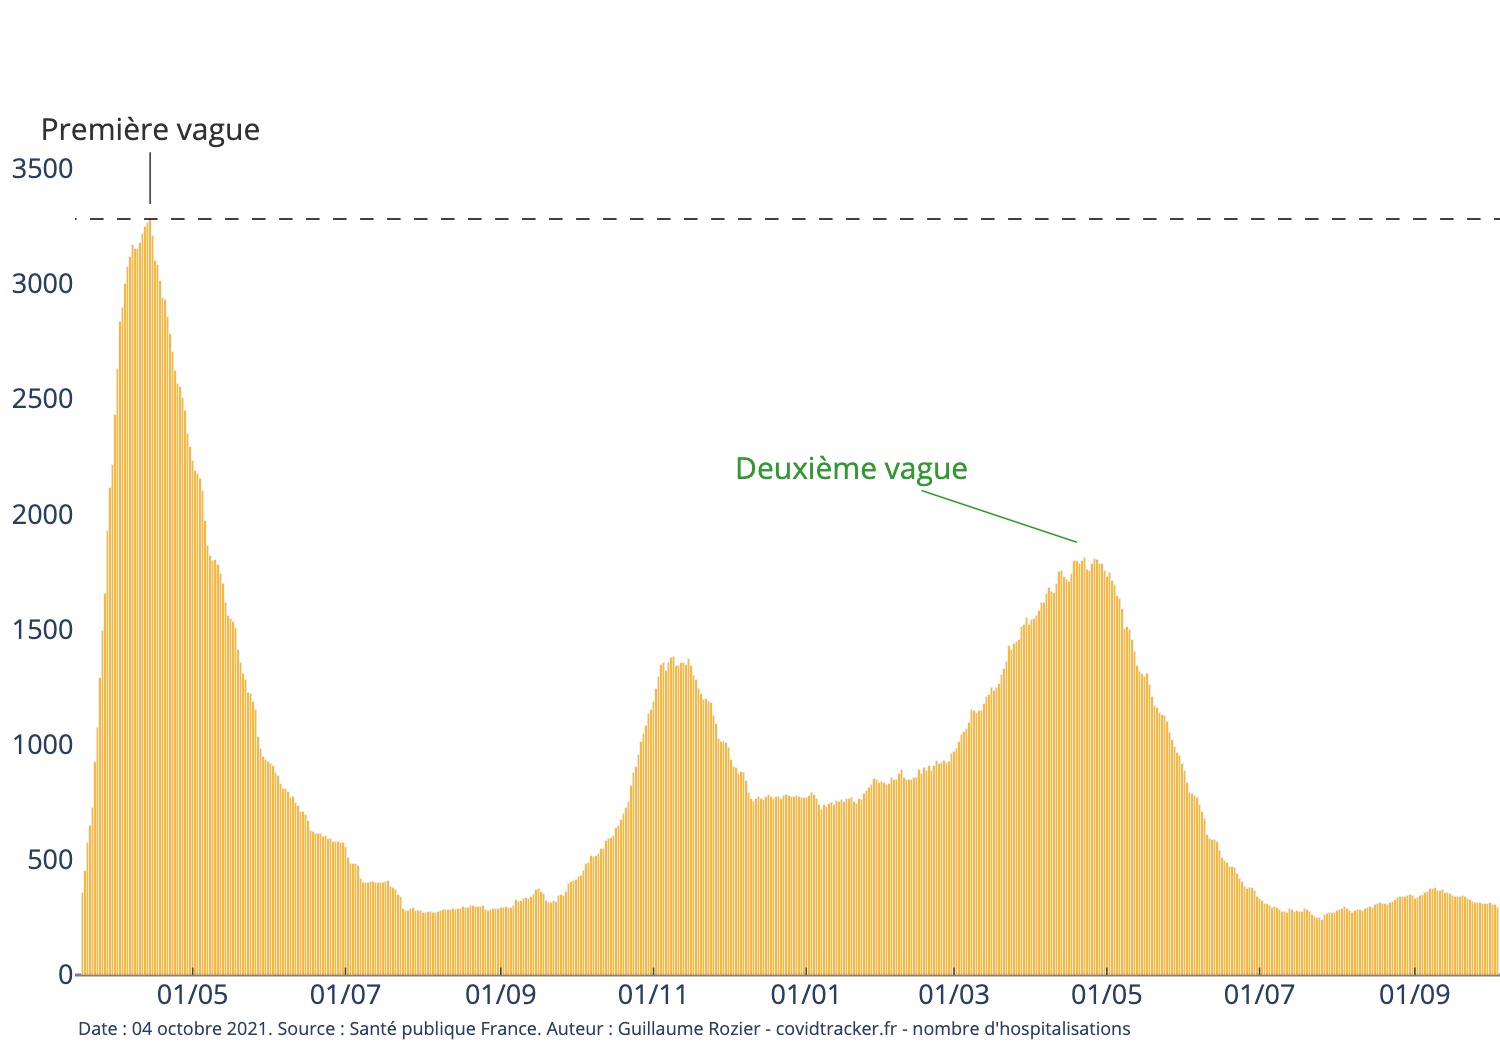 Première vague
3500
3000
2500
Deuxième vague
2000
1500
1000
500
0
01/05 01/07 01/09 01/11 01/01 01/03 01/05 01/07 01/09
Date : 04 octobre 2021. Source : Santé publique France. Auteur : Guillaume Rozier - covidtracker.fr - nombre d'hospitalisations